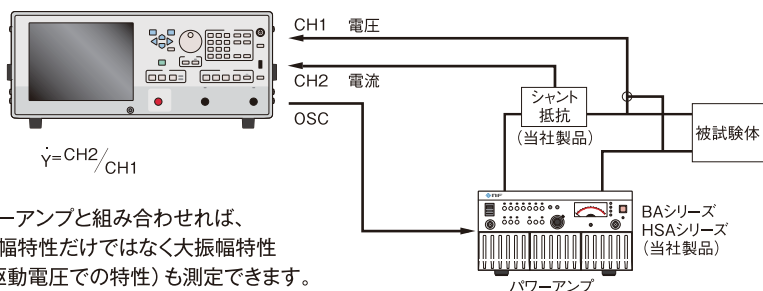 CH1 電圧
CH2 電流
OSC
シャント
抵抗
(当社製品)
被試験体
Ẏ=CH2/CH1
BAシリーズ
HSAシリーズ
(当社製品)
パワーアンプ
ーアンプと組み合わせれば、
幅特性だけではなく大振幅特性
駆動電圧での特性)も測定できます。